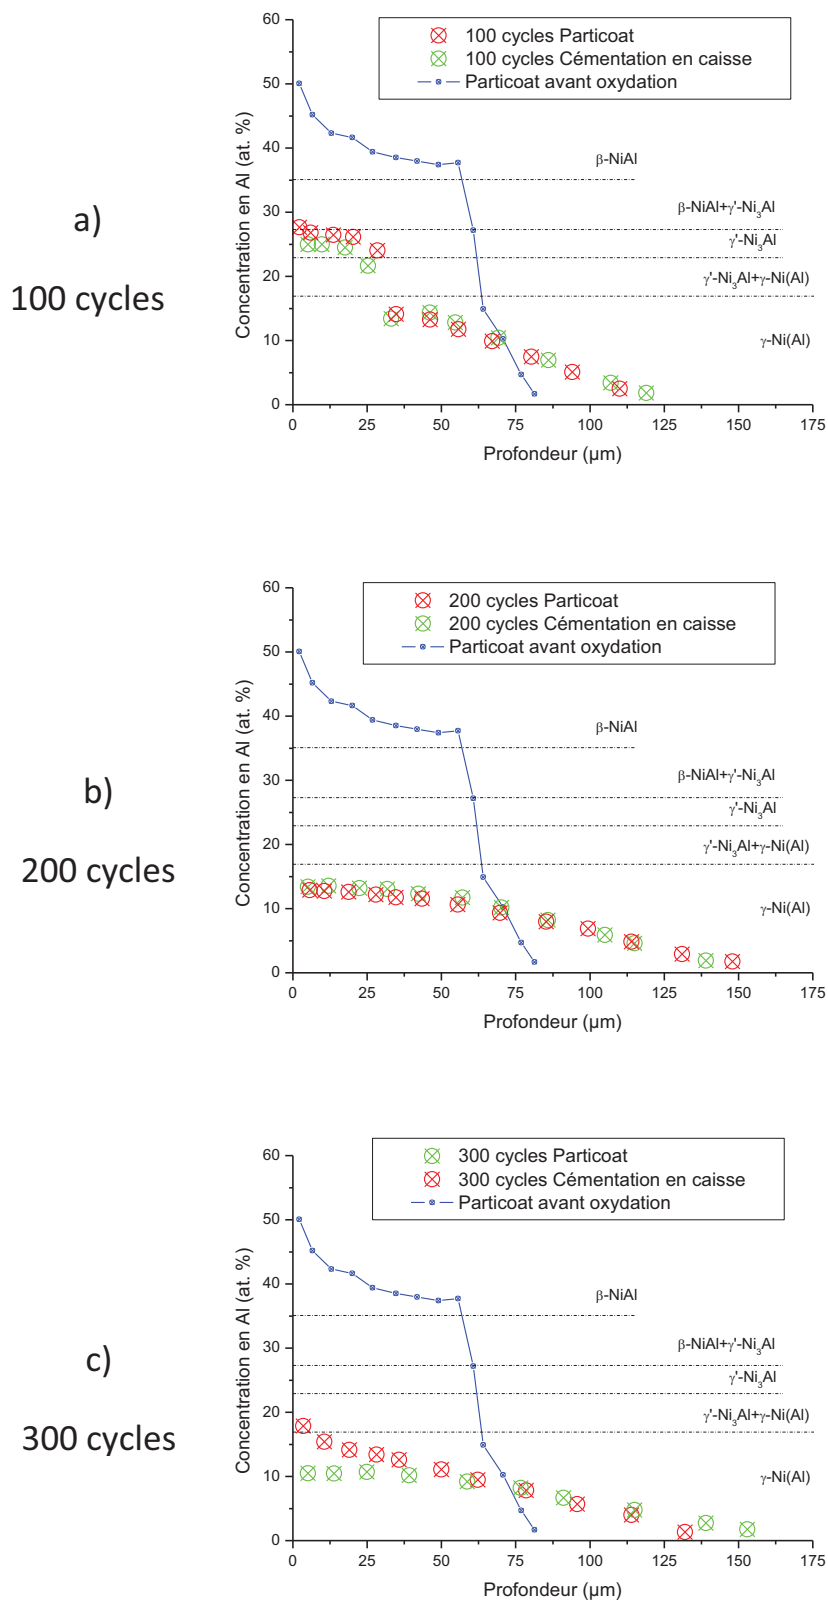 a)
100 cycles
100 cycles Particoat
100 cycles Cémentation en caisse
Particoat avant oxydation
Concentration en Al (at. %)
60
50
40
30
20
10
0
β-NiAl
β-NiAl+γ'-Ni₃Al
γ'-Ni₃Al
γ'-Ni₃Al+γ-Ni(Al)
γ-Ni(Al)
0 25 50 75 100 125 150 175
Profondeur (µm)
b)
200 cycles
200 cycles Particoat
200 cycles Cémentation en caisse
Particoat avant oxydation
Concentration en Al (at. %)
60
50
40
30
20
10
0
β-NiAl
β-NiAl+γ'-Ni₃Al
γ'-Ni₃Al
γ'-Ni₃Al+γ-Ni(Al)
γ-Ni(Al)
0 25 50 75 100 125 150 175
Profondeur (µm)
c)
300 cycles
300 cycles Particoat
300 cycles Cémentation en caisse
Particoat avant oxydation
Concentration en Al (at. %)
60
50
40
30
20
10
0
β-NiAl
β-NiAl+γ'-Ni₃Al
γ'-Ni₃Al
γ'-Ni₃Al+γ-Ni(Al)
γ-Ni(Al)
0 25 50 75 100 125 150 175
Profondeur (µm)